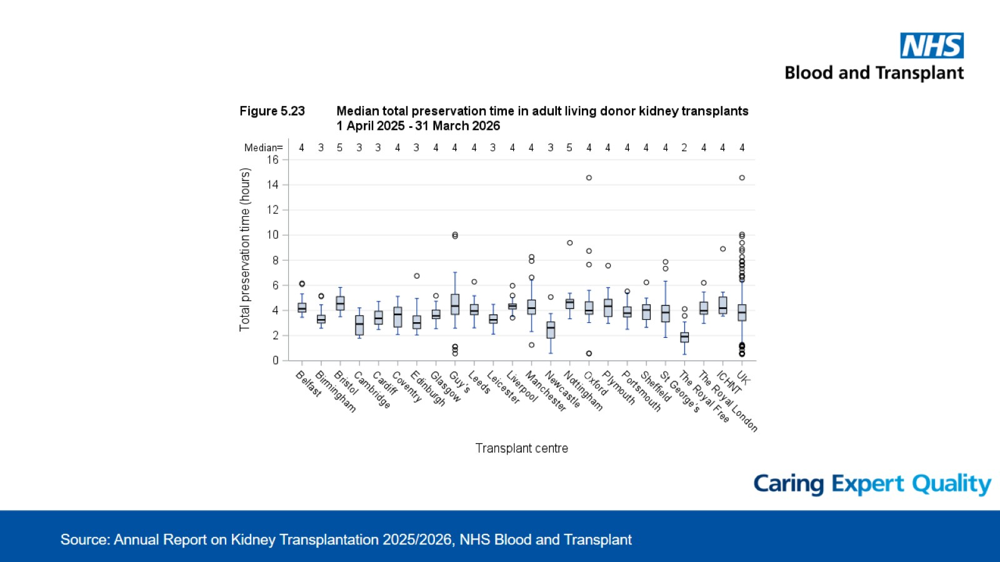 NHS
Blood and Transplant
Figure 5.23 Median total preservation time in adult living donor kidney transplants
1 April 2025 - 31 March 2026
Median= 4 3 5 3 3 4 3 4 4 4 3 4 4 3 5 4 4 4 4 4 2 4 4 4
16
14
12
10
8
6
4
2
0
Total preservation time (hours)
Belfast
Birmingham
Bristol
Cambridge
Cardiff
Coventry
Edinburgh
Glasgow
Guy's
Leeds
Leicester
Liverpool
Manchester
Newcastle
Nottingham
Oxford
Plymouth
Portsmouth
Sheffield
St George's
The Royal Free
The Royal London
ICHNT
UK
Transplant centre
Caring Expert Quality
Source: Annual Report on Kidney Transplantation 2025/2026, NHS Blood and Transplant